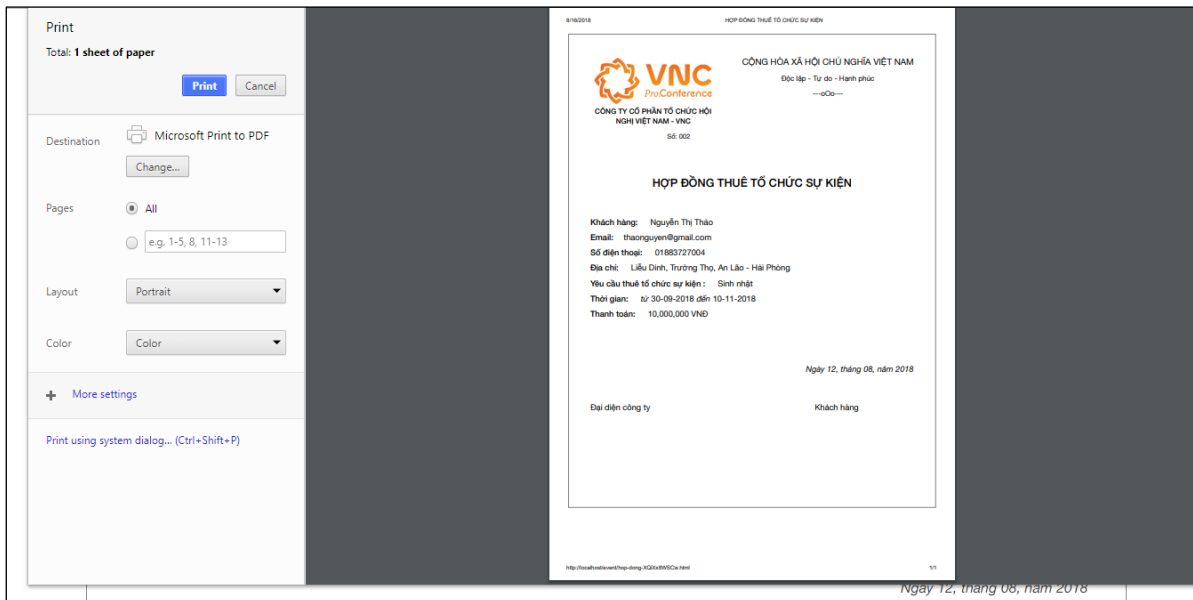 Print
Total: 1 sheet of paper
Print Cancel
Destination Microsoft Print to PDF
Change...
Pages All
e.g. 1-5, 8, 11-13
Layout Portrait
Color Color
More settings
Print using system dialog... (Ctrl+Shift+P)
8/16/2018 HỢP ĐỒNG THUÊ TỔ CHỨC SỰ KIỆN
VNC
ProConference
CÔNG TY CỔ PHẦN TỔ CHỨC HỘI
NGHỊ VIỆT NAM - VNC
Số: 002
CỘNG HÒA XÃ HỘI CHỦ NGHĨA VIỆT NAM
Độc lập - Tự do - Hạnh phúc
---oOo---
HỢP ĐỒNG THUÊ TỔ CHỨC SỰ KIỆN
Khách hàng: Nguyễn Thị Thảo
Email: thaonguyen@gmail.com
Số điện thoại: 01883727004
Địa chỉ: Liễu Dinh, Trường Thọ, An Lão - Hải Phòng
Yêu cầu thuê tổ chức sự kiện : Sinh nhật
Thời gian: từ 30-09-2018 đến 10-11-2018
Thanh toán: 10,000,000 VNĐ
Ngày 12, tháng 08, năm 2018
Đại diện công ty Khách hàng
1/1
Ngày 12, tháng 08, năm 2018